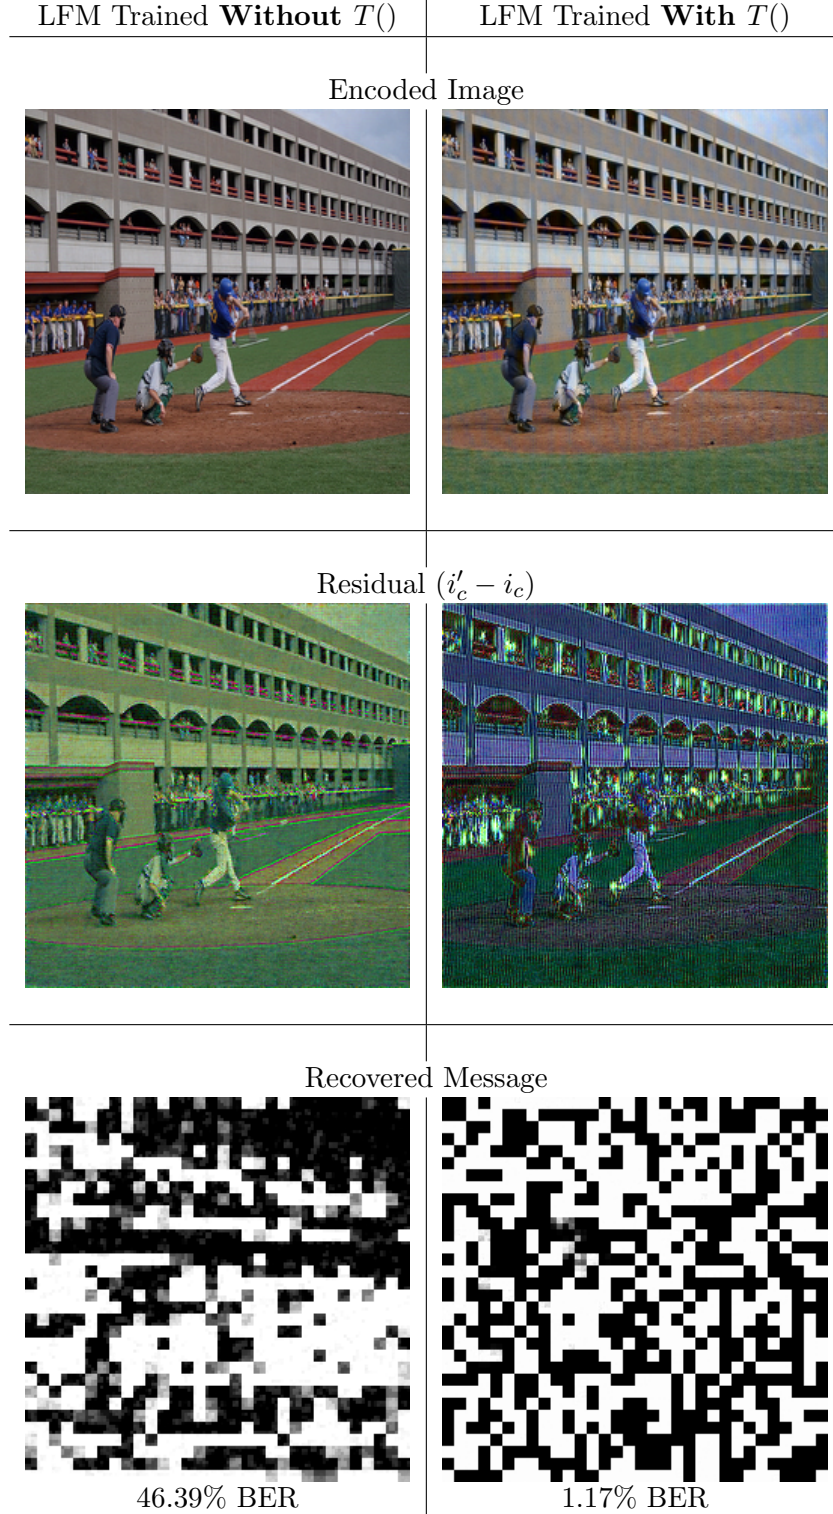 LFM Trained Without T()
LFM Trained With T()
Encoded Image
Residual (i′c − ic)
Recovered Message
46.39% BER
1.17% BER